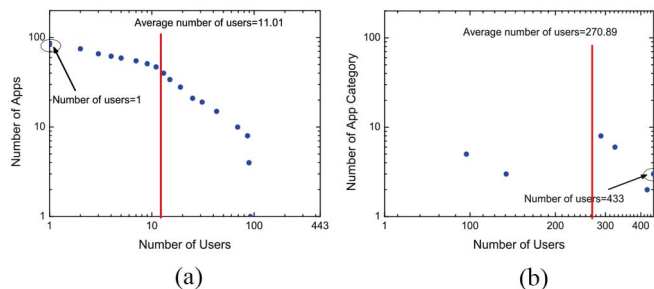 Average number of users=11.01
100
Number of users=1
10
1
Number of Apps
1
10
100
443
Number of Users
(a)
Average number of users=270.89
100
10
Number of users=433
1
Number of App Category
1
100
200
300
400
Number of Users
(b)